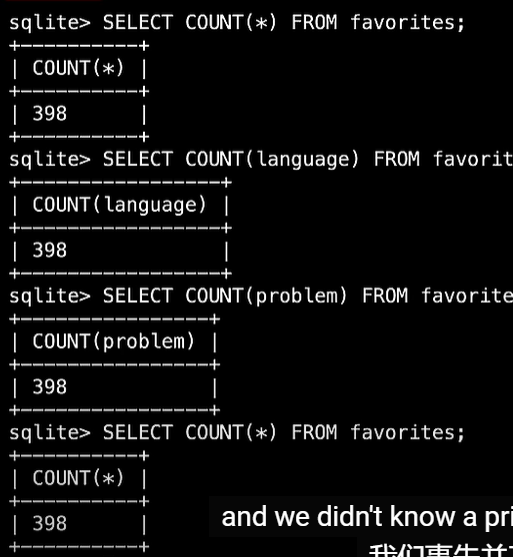 sqlite> SELECT COUNT(*) FROM favorites;
+----------+
| COUNT(*) |
+----------+
| 398      |
+----------+
sqlite> SELECT COUNT(language) FROM favorit
+-----------------+
| COUNT(language) |
+-----------------+
| 398             |
+-----------------+
sqlite> SELECT COUNT(problem) FROM favorite
+----------------+
| COUNT(problem) |
+----------------+
| 398            |
+----------------+
sqlite> SELECT COUNT(*) FROM favorites;
+----------+
| COUNT(*) |
+----------+
| 398      |
+----------+
and we didn't know a pri
我们事先并